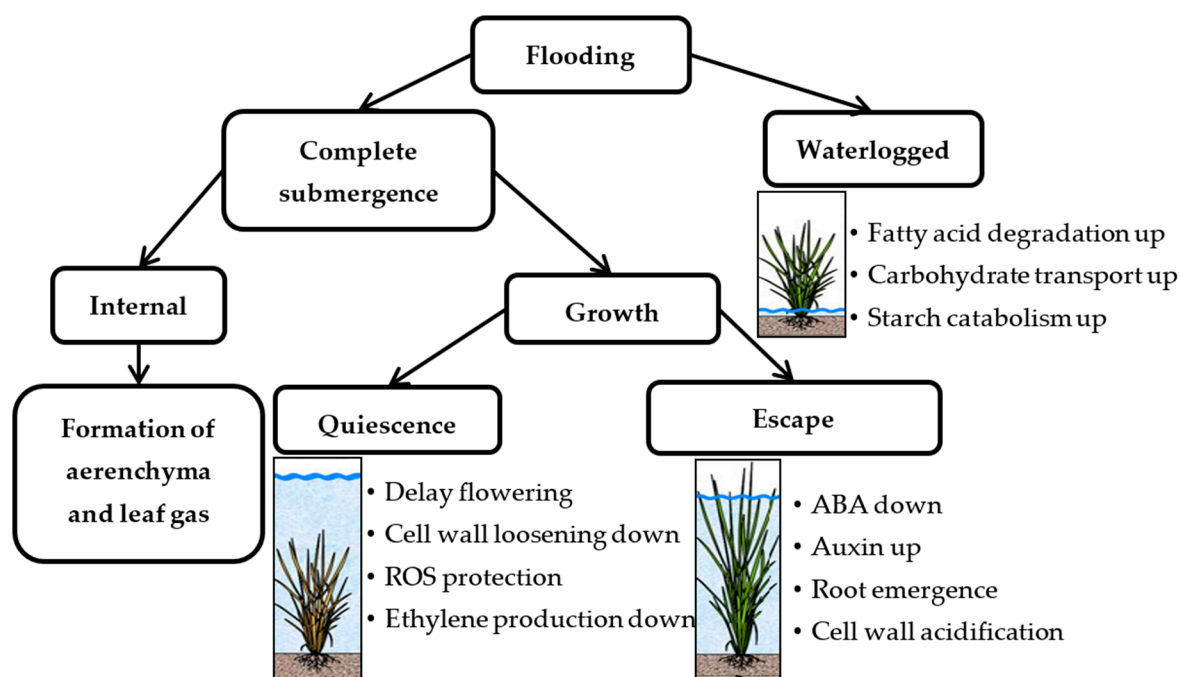 Flooding
Complete
submergence
Waterlogged
• Fatty acid degradation up
• Carbohydrate transport up
• Starch catabolism up
Internal
Growth
Formation of
aerenchyma
and leaf gas
Quiescence
• Delay flowering
• Cell wall loosening down
• ROS protection
• Ethylene production down
Escape
• ABA down
• Auxin up
• Root emergence
• Cell wall acidification